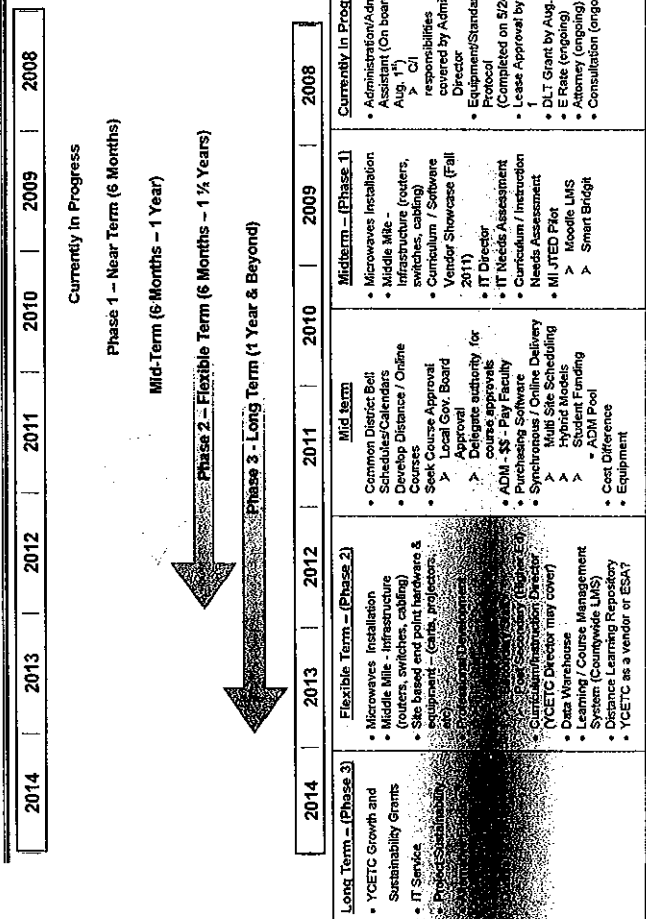 2014 | 2013 | 2012 | 2011 | 2010 | 2009 | 2008
Currently In Progress
Phase 1 – Near Term (6 Months)
Mid-Term (6 Months – 1 Year)
Phase 2 – Flexible Term (6 Months – 1 ½ Years)
Phase 3 - Long Term (1 Year & Beyond)
2014 | 2013 | 2012 | 2011 | 2010 | 2009 | 2008
Long Term – (Phase 3)
• YCETC Growth and
Sustainability Grants
• IT Service
• Project Sustainability
Flexible Term – (Phase 2)
• Microwaves Installation
• Middle Mile - Infrastructure
(routers, switches, cabling)
• Site based end point hardware &
equipment – (carts, projectors,
etc)
• Professional Development
➢ Post Secondary (Higher Ed)
• Curriculum/Instruction Director
(YCETC Director may cover)
• Data Warehouse
• Learning / Course Management
System (Countywide LMS)
• Distance Learning Repository
• YCETC as a vendor or ESA?
Mid term
• Common District Bell
Schedules/Calendars
• Develop Distance / Online
Courses
• Seek Course Approval
➢ Local Gov. Board
Approval
➢ Delegate authority for
course approvals
• ADM - $$ - Pay Faculty
• Purchasing Software
• Synchronous / Online Delivery
➢ Multi Site Scheduling
➢ Hybrid Models
➢ Student Funding
• ADM Pool
• Cost Difference
• Equipment
Midterm – (Phase 1)
• Microwaves Installation
• Middle Mile -
Infrastructure (routers,
switches, cabling)
• Curriculum / Software
Vendor Showcase (Fall
2011)
• IT Director
• IT Needs Assessment
• Curriculum / Instruction
Needs Assessment
• MI JTED Pilot
➢ Moodle LMS
➢ Smart Bridgit
Currently In Prog
• Administration/Adm
Assistant (On boar
Aug. 1st)
➢ C/I
responsibilities
covered by Admi
Director
• Equipment/Standa
Protocol
(Completed on 5/2
• Lease Approval by
1
• DLT Grant by Aug.
• E Rate (ongoing)
• Attorney (ongoing)
• Consultation (ongo